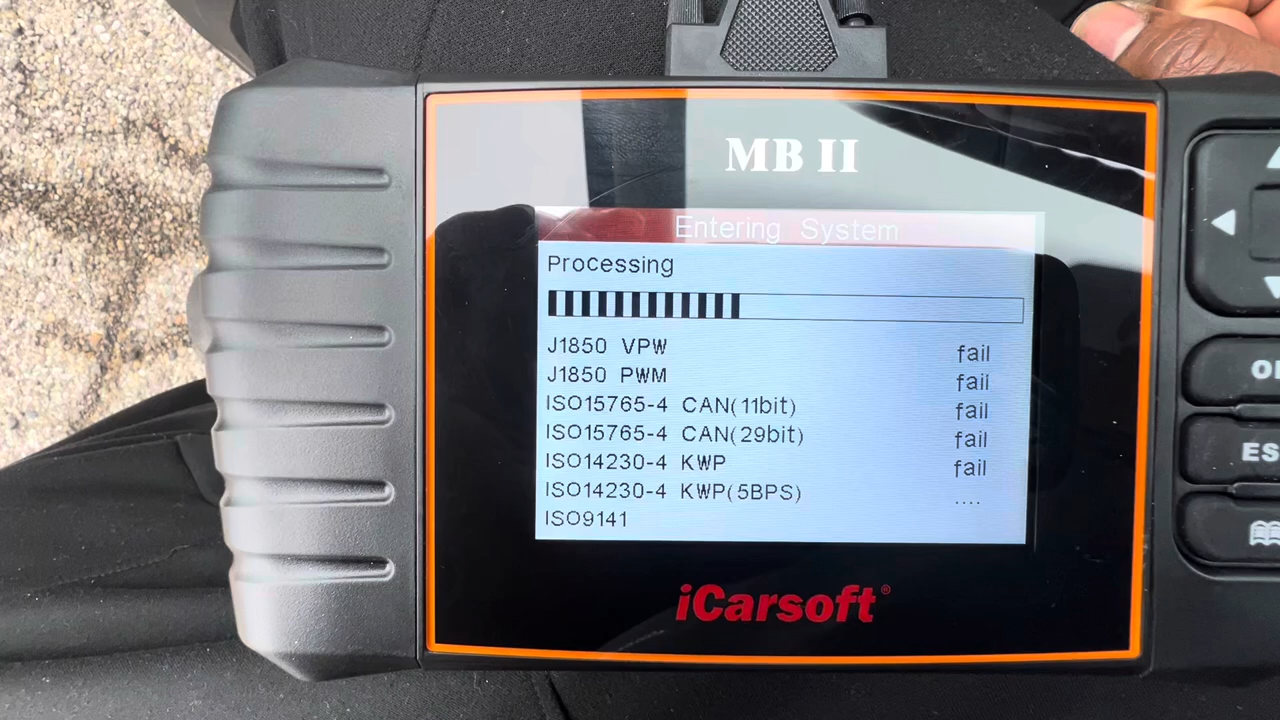 MB II
Entering System
Processing
J1850 VPW fail
J1850 PWM fail
ISO15765-4 CAN(11bit) fail
ISO15765-4 CAN(29bit) fail
ISO14230-4 KWP fail
ISO14230-4 KWP(5BPS) ....
ISO9141
iCarsoft®